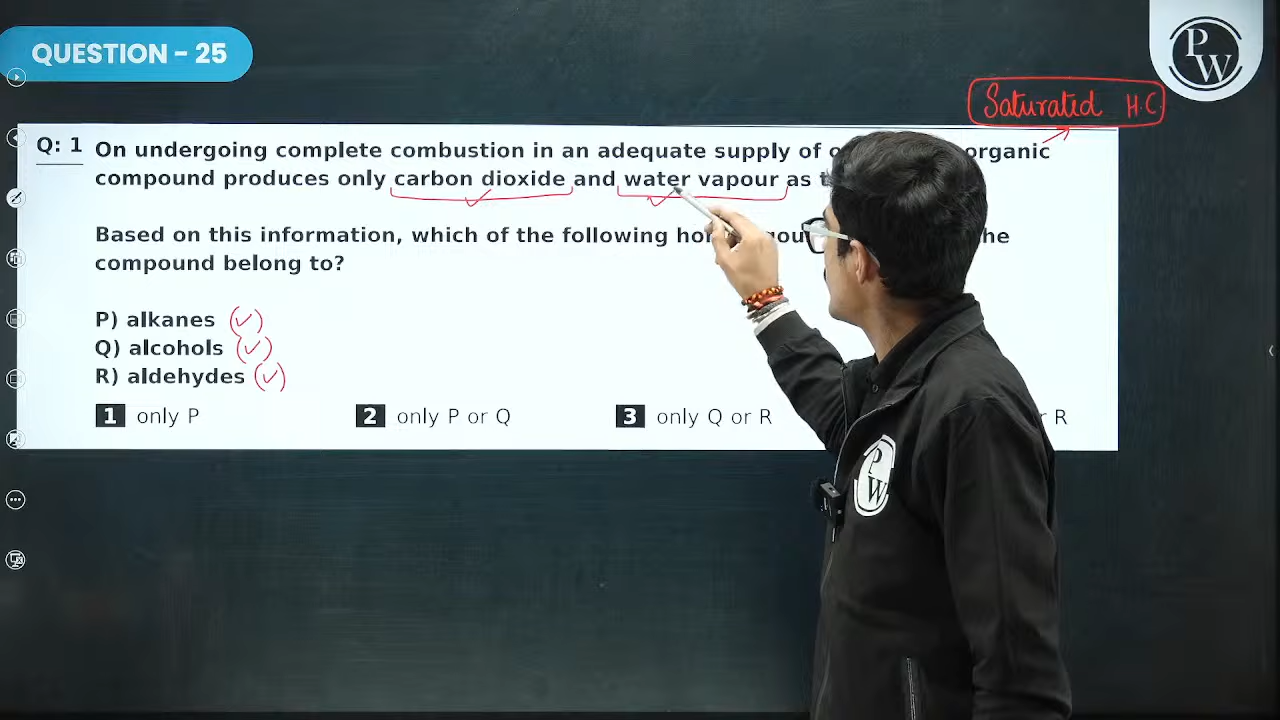 QUESTION - 25
PW
Saturated H.C
Q: 1 On undergoing complete combustion in an adequate supply of organic
compound produces only carbon dioxide and water vapour as
Based on this information, which of the following he
compound belong to?
P) alkanes
Q) alcohols
R) aldehydes
1 only P 2 only P or Q 3 only Q or R R
PW